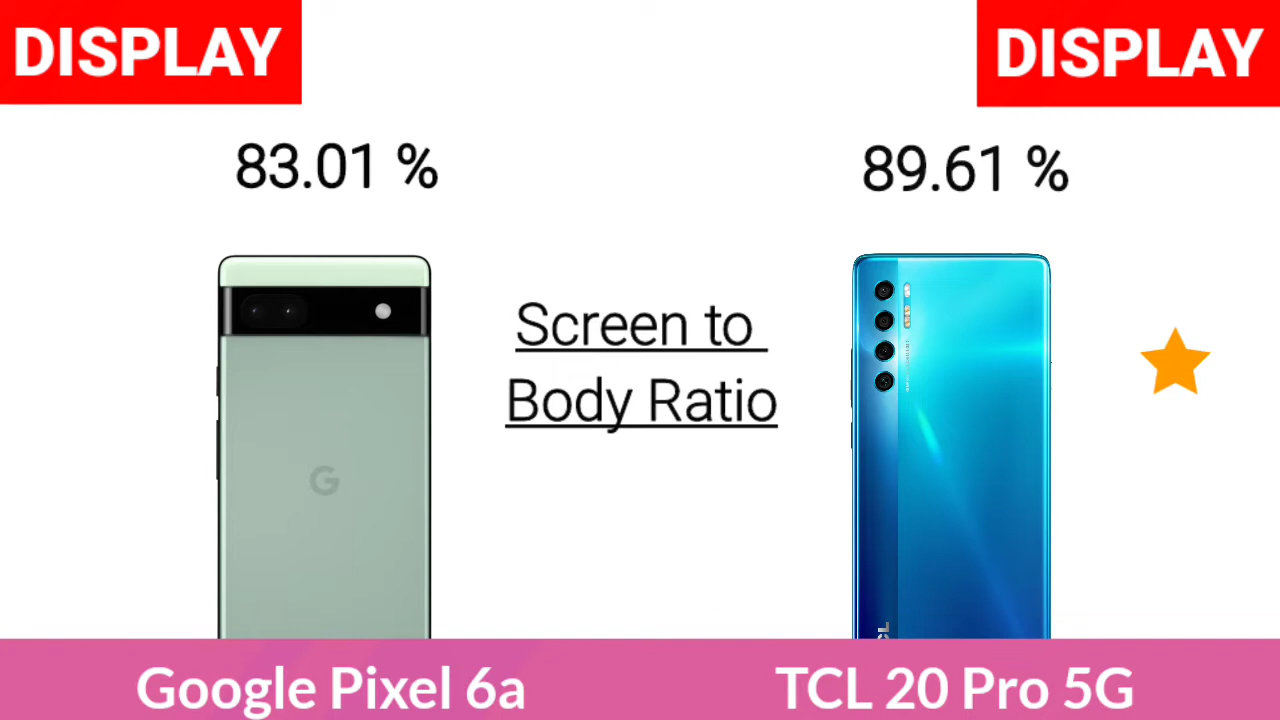 DISPLAY
DISPLAY
83.01 %
89.61 %
Screen to
Body Ratio
G
Google Pixel 6a
TCL 20 Pro 5G